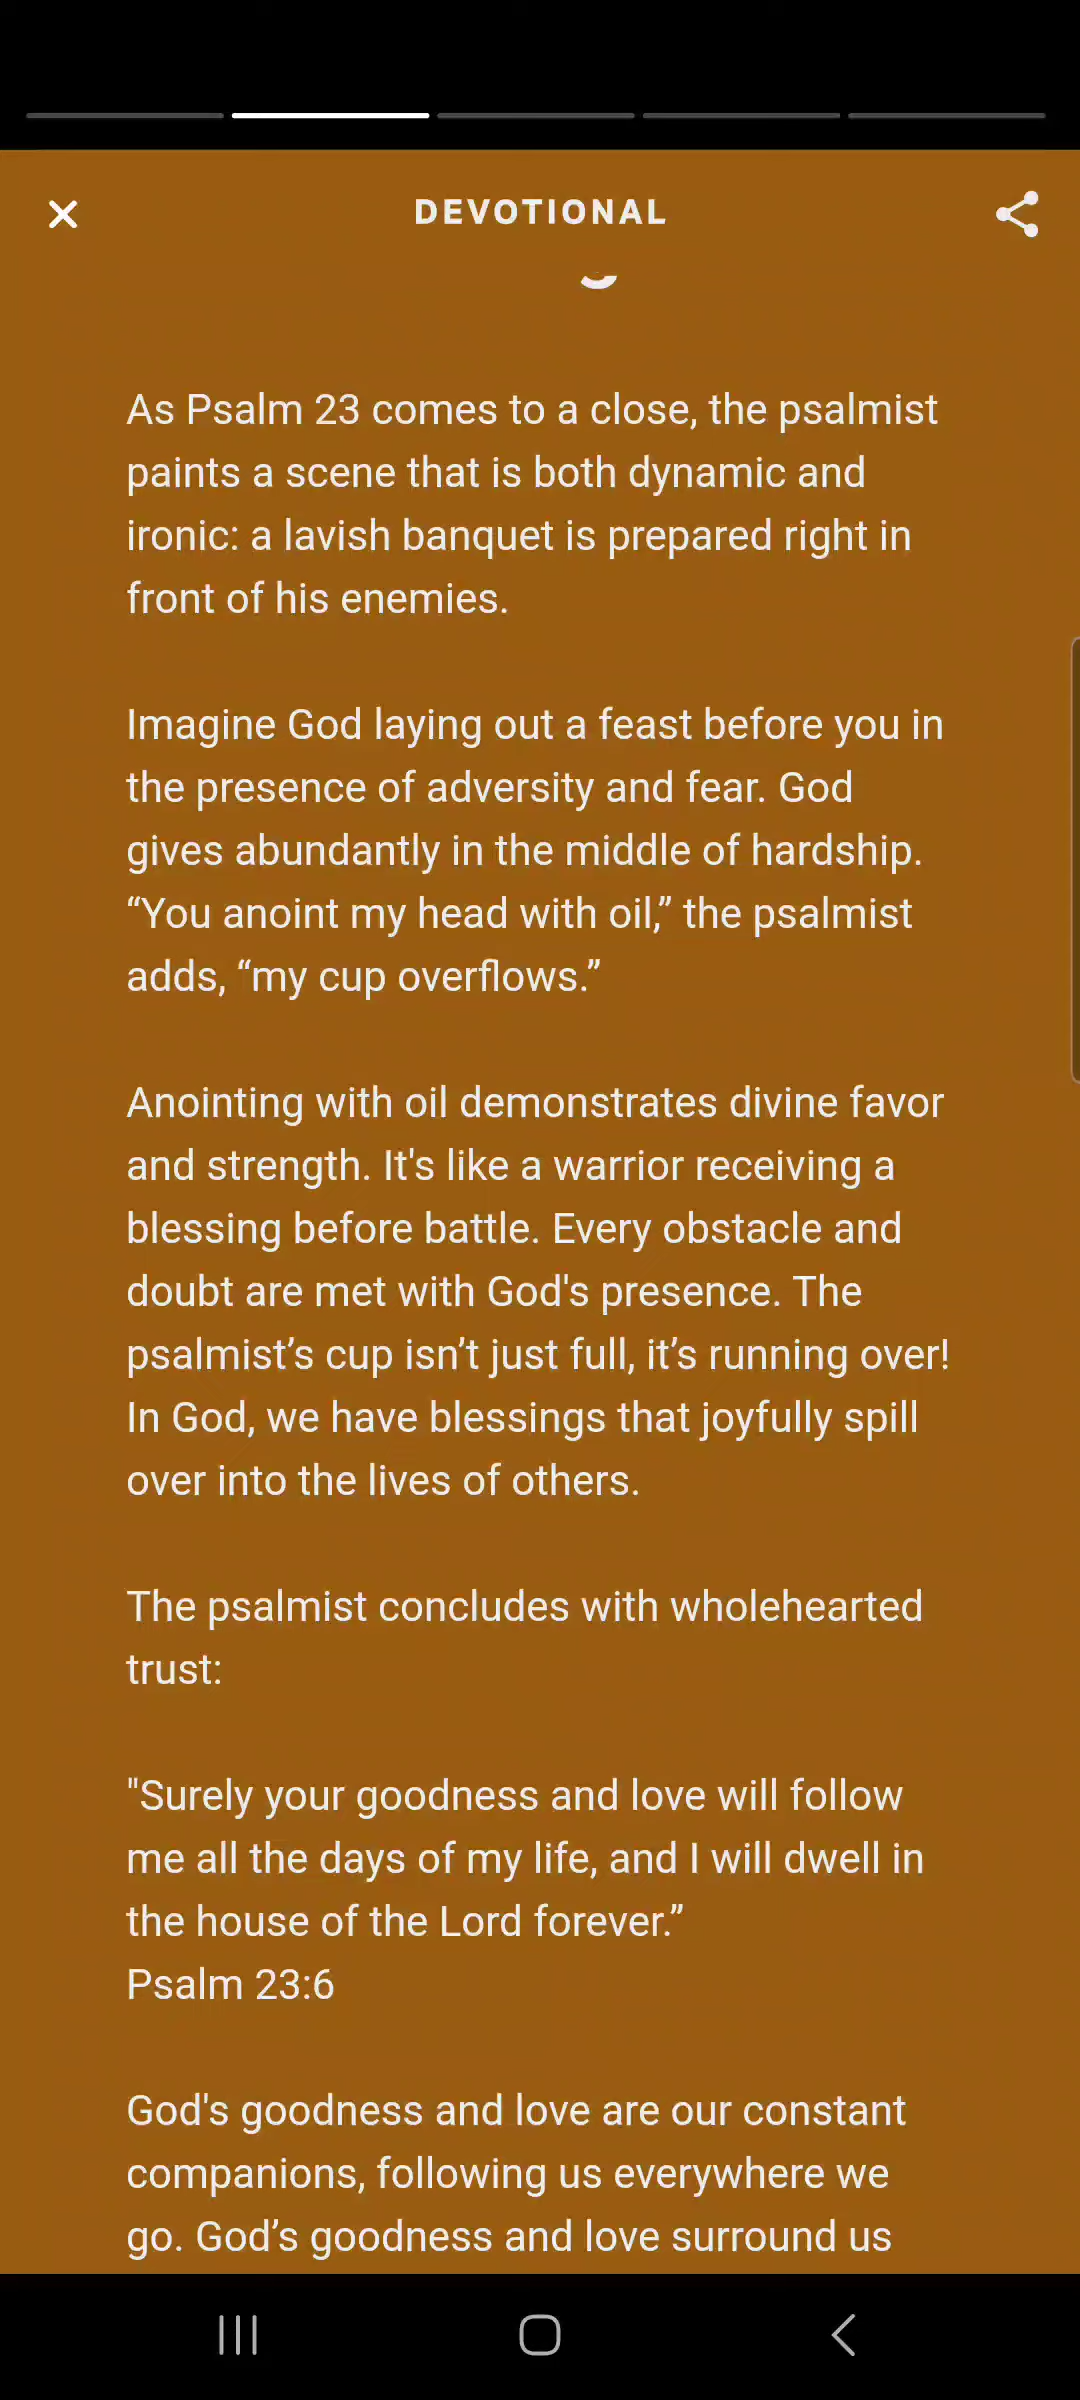 DEVOTIONAL
As Psalm 23 comes to a close, the psalmist
paints a scene that is both dynamic and
ironic: a lavish banquet is prepared right in
front of his enemies.
Imagine God laying out a feast before you in
the presence of adversity and fear. God
gives abundantly in the middle of hardship.
“You anoint my head with oil,” the psalmist
adds, “my cup overflows.”
Anointing with oil demonstrates divine favor
and strength. It's like a warrior receiving a
blessing before battle. Every obstacle and
doubt are met with God's presence. The
psalmist’s cup isn’t just full, it’s running over!
In God, we have blessings that joyfully spill
over into the lives of others.
The psalmist concludes with wholehearted
trust:
"Surely your goodness and love will follow
me all the days of my life, and I will dwell in
the house of the Lord forever.”
Psalm 23:6
God's goodness and love are our constant
companions, following us everywhere we
go. God’s goodness and love surround us